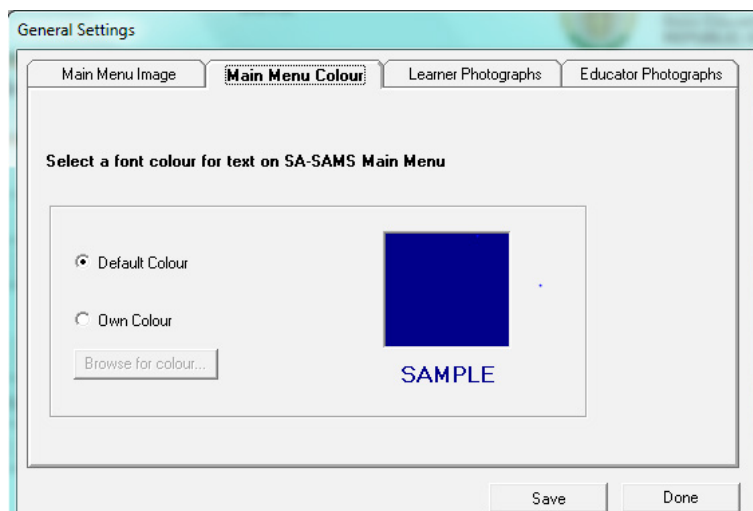 General Settings
Main Menu Image
Main Menu Colour
Learner Photographs
Educator Photographs
Select a font colour for text on SA-SAMS Main Menu
Default Colour
Own Colour
Browse for colour...
SAMPLE
Save
Done